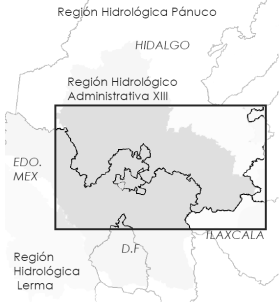 Región Hidrológica Pánuco
HIDALGO
Región Hidrológico
Administrativa XIII
EDO.
MEX
TLAXCALA
D.F
Región
Hidrológica
Lerma